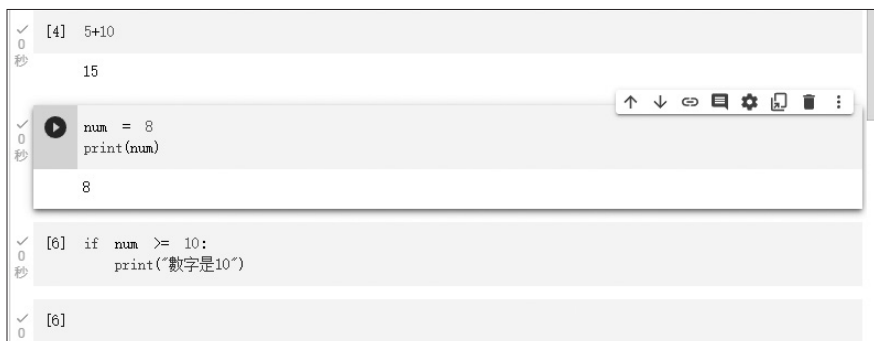 [4] 5+10
0
秒
15
num = 8
0
print(num)
秒
8
[6] if num >= 10:
0
print("數字是10")
秒
[6]
0